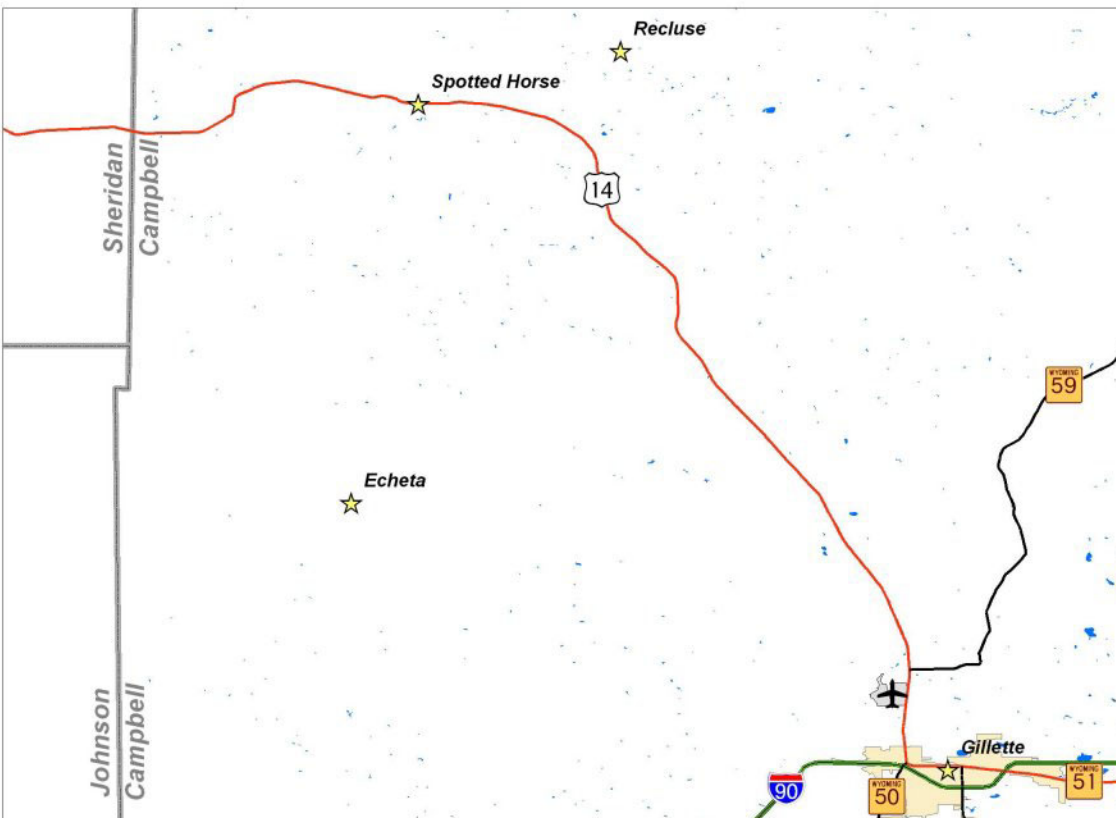 Recluse
Spotted Horse
Sheridan
Campbell
14
WYOMING
59
Echeta
Johnson
Campbell
Gillette
90
WYOMING
50
WYOMING
51